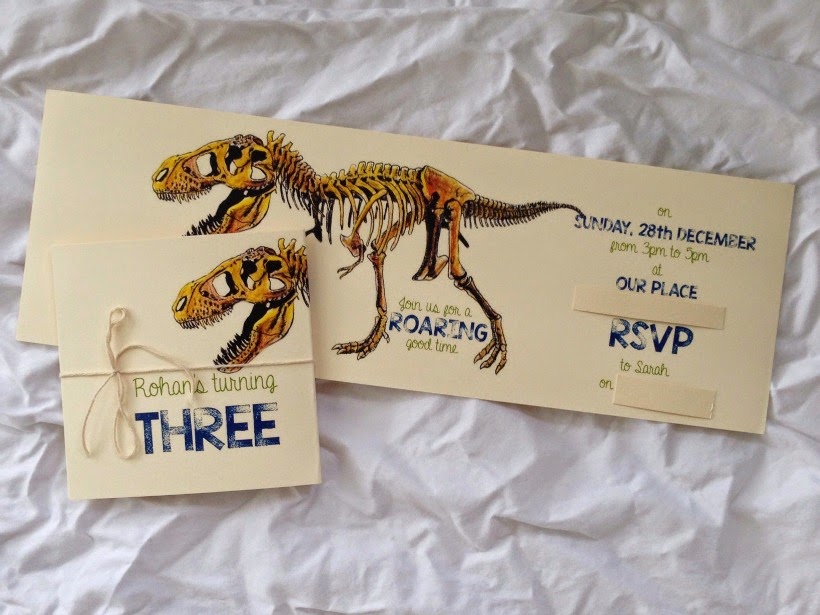 Rohan's turning
THREE
Join us for a
ROARING
good time
on
SUNDAY, 28th DECEMBER
from 3pm to 5pm
at
OUR PLACE
RSVP
to Sarah
on